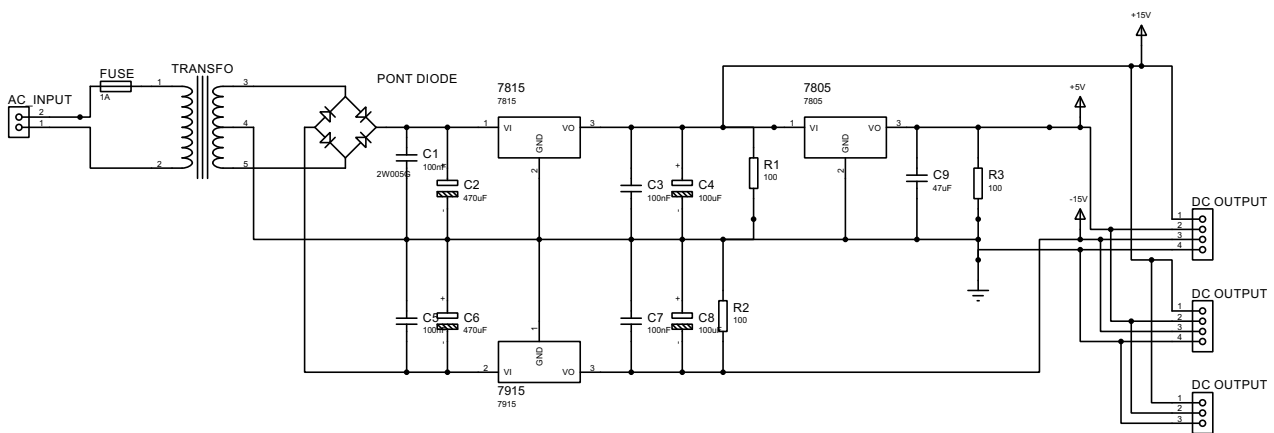 +15V
FUSE
1A
TRANSFO
PONT DIODE
7815
7815
7805
7805
+5V
AC_INPUT
2
1
1
2
3
4
5
1
VI
VO
3
GND
2
1
VI
VO
3
GND
2
C1
100nF
2W005G
+
C2
470uF
-
C3
100nF
+
C4
100uF
-
R1
100
C9
47uF
R3
100
-15V
DC OUTPUT
1
2
3
4
C5
100nF
+
C6
470uF
-
C7
100nF
+
C8
100uF
-
R2
100
DC OUTPUT
1
2
3
4
1
GND
2
VI
VO
3
7915
7915
DC OUTPUT
1
2
3